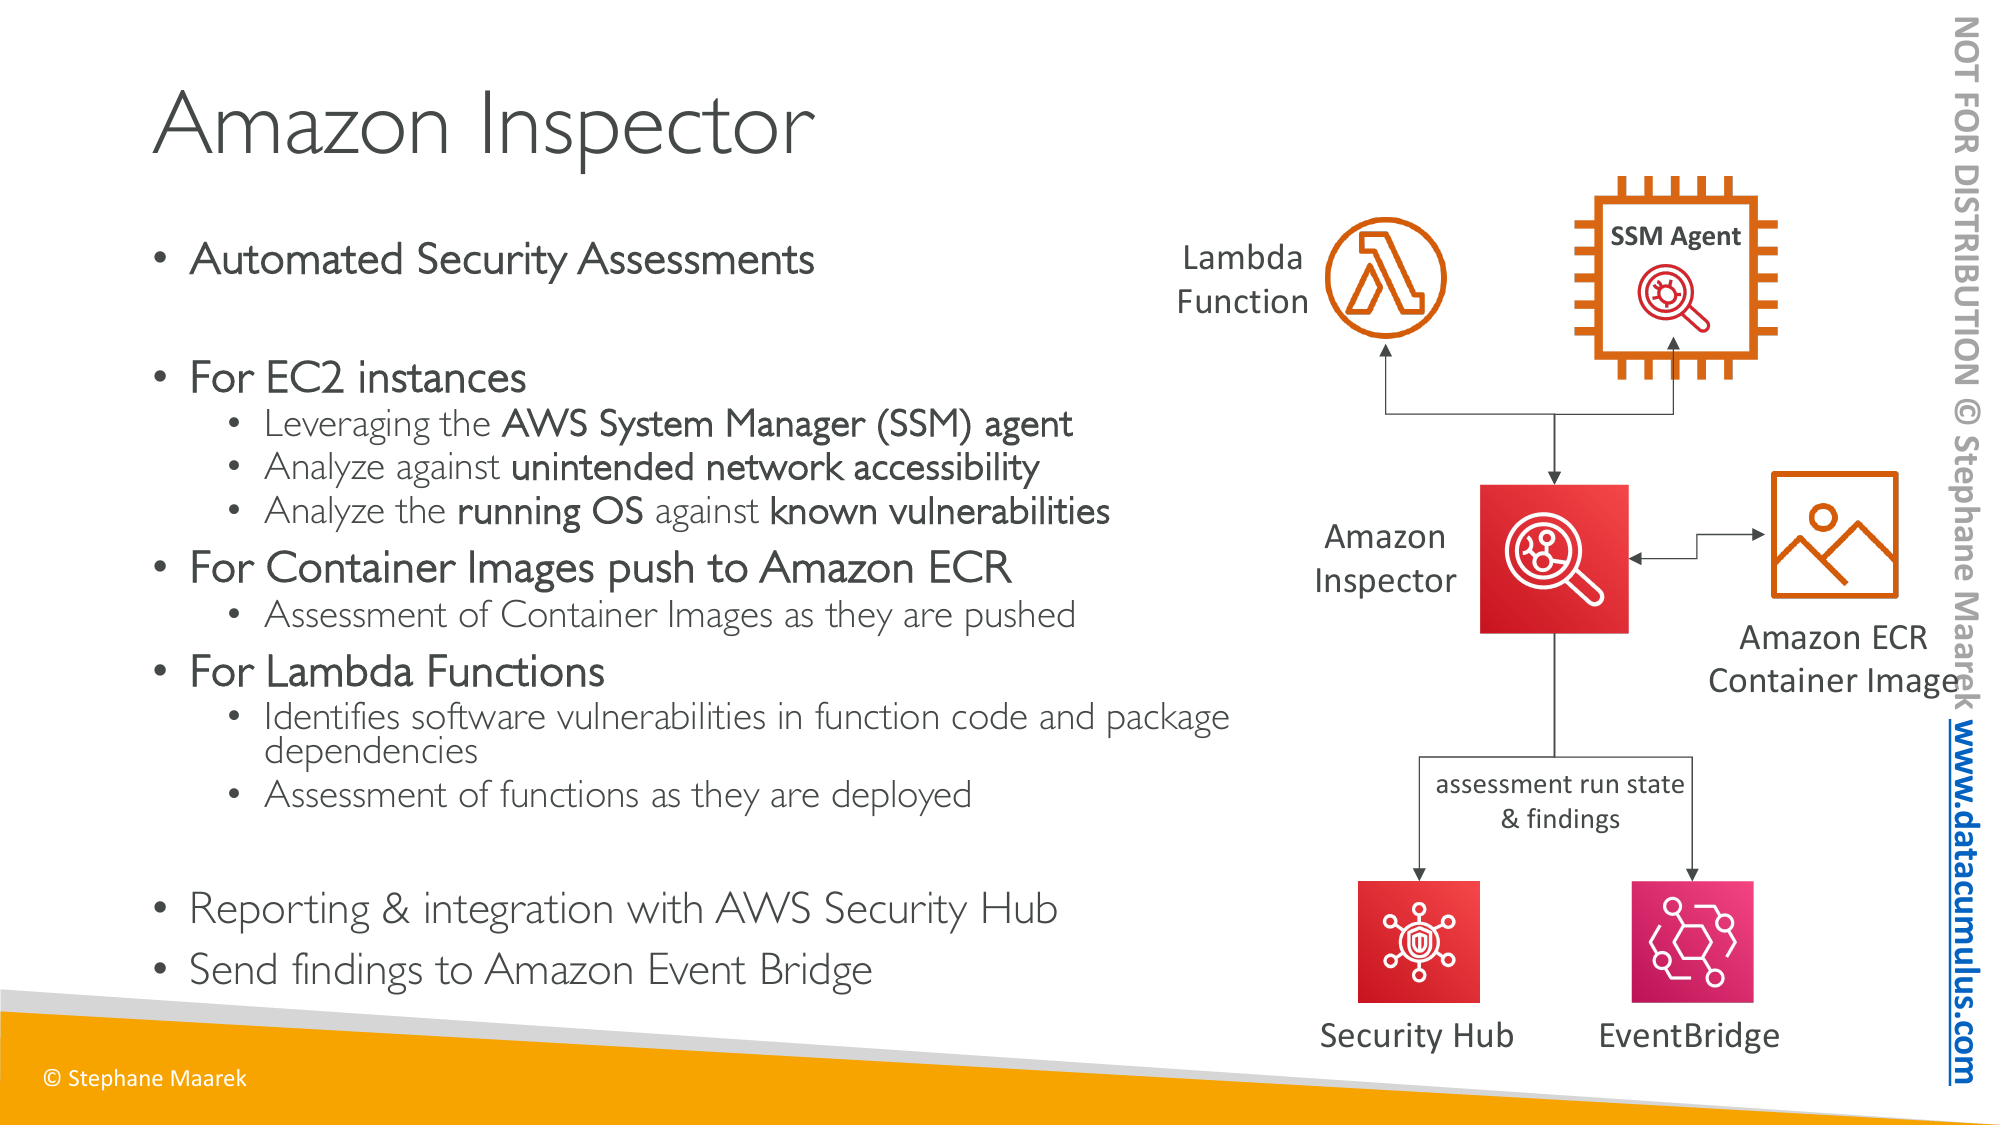 Amazon Inspector
• Automated Security Assessments
• For EC2 instances
• Leveraging the AWS System Manager (SSM) agent
• Analyze against unintended network accessibility
• Analyze the running OS against known vulnerabilities
• For Container Images push to Amazon ECR
• Assessment of Container Images as they are pushed
• For Lambda Functions
• Identifies software vulnerabilities in function code and package
dependencies
• Assessment of functions as they are deployed
• Reporting & integration with AWS Security Hub
• Send findings to Amazon Event Bridge
Lambda
Function
SSM Agent
Amazon
Inspector
Amazon ECR
Container Image
assessment run state
& findings
Security Hub
EventBridge
© Stephane Maarek
NOT FOR DISTRIBUTION © Stephane Maarek www.datacumulus.com